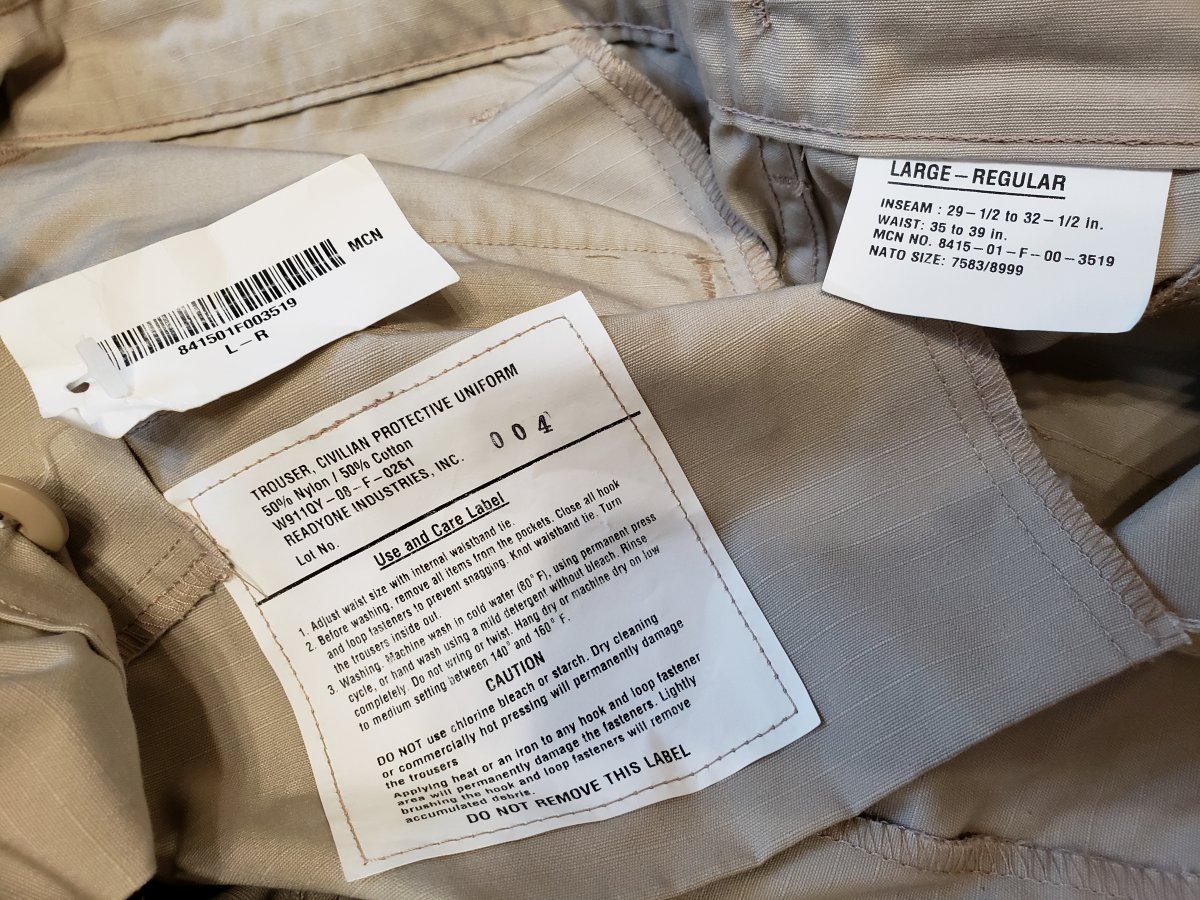 MCN
841501F003519
L-R
LARGE-REGULAR
INSEAM : 29-1/2 to 32-1/2 in.
WAIST: 35 to 39 in.
MCN NO. 8415-01-F-00-3519
NATO SIZE: 7583/8999
TROUSER, CIVILIAN PROTECTIVE UNIFORM
50% Nylon / 50% Cotton
W911QY-08-F-0261
READYONE INDUSTRIES, INC.
Lot No. 004
Use and Care Label
1. Adjust waist size with internal waistband tie.
2. Before washing, remove all items from the pockets. Close all hook
and loop fasteners to prevent snagging. Knot waistband tie. Turn
the trousers inside out.
3. Washing. Machine wash in cold water (80° F), using permanent press
cycle, or hand wash using a mild detergent without bleach. Rinse
completely. Do not wring or twist. Hang dry or machine dry on low
to medium setting between 140° and 160° F.
CAUTION
DO NOT use chlorine bleach or starch. Dry cleaning
or commercially hot pressing will permanently damage
the trousers
Applying heat or an iron to any hook and loop fastener
area will permanently damage the fasteners. Lightly
brushing the hook and loop fasteners will remove
accumulated debris.
DO NOT REMOVE THIS LABEL